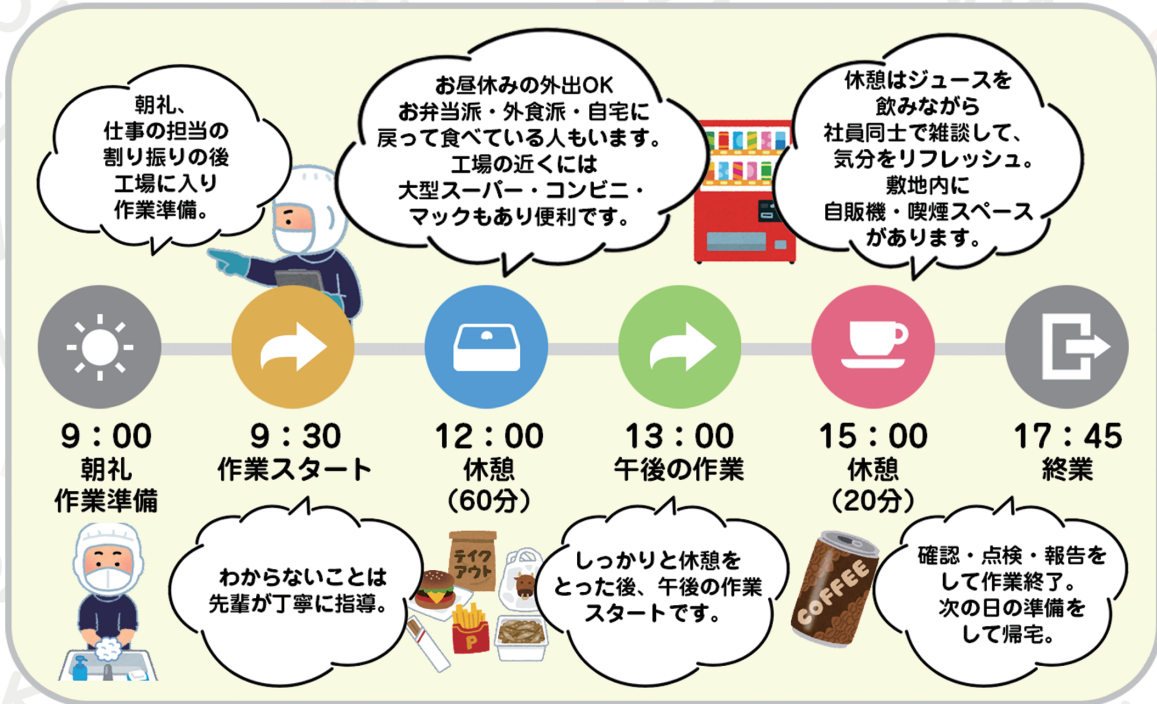 朝礼、
仕事の担当の
割り振りの後
工場に入り
作業準備。
お昼休みの外出OK
お弁当派・外食派・自宅に
戻って食べている人もいます。
工場の近くには
大型スーパー・コンビニ・
マックもあり便利です。
休憩はジュースを
飲みながら
社員同士で雑談して、
気分をリフレッシュ。
敷地内に
自販機・喫煙スペース
があります。
9：00
朝礼
作業準備
9：30
作業スタート
12：00
休憩
（60分）
13：00
午後の作業
15：00
休憩
（20分）
17：45
終業
わからないことは
先輩が丁寧に指導。
テイク
アウト
P
しっかりと休憩を
とった後、午後の作業
スタートです。
COFFEE
確認・点検・報告を
して作業終了。
次の日の準備を
して帰宅。